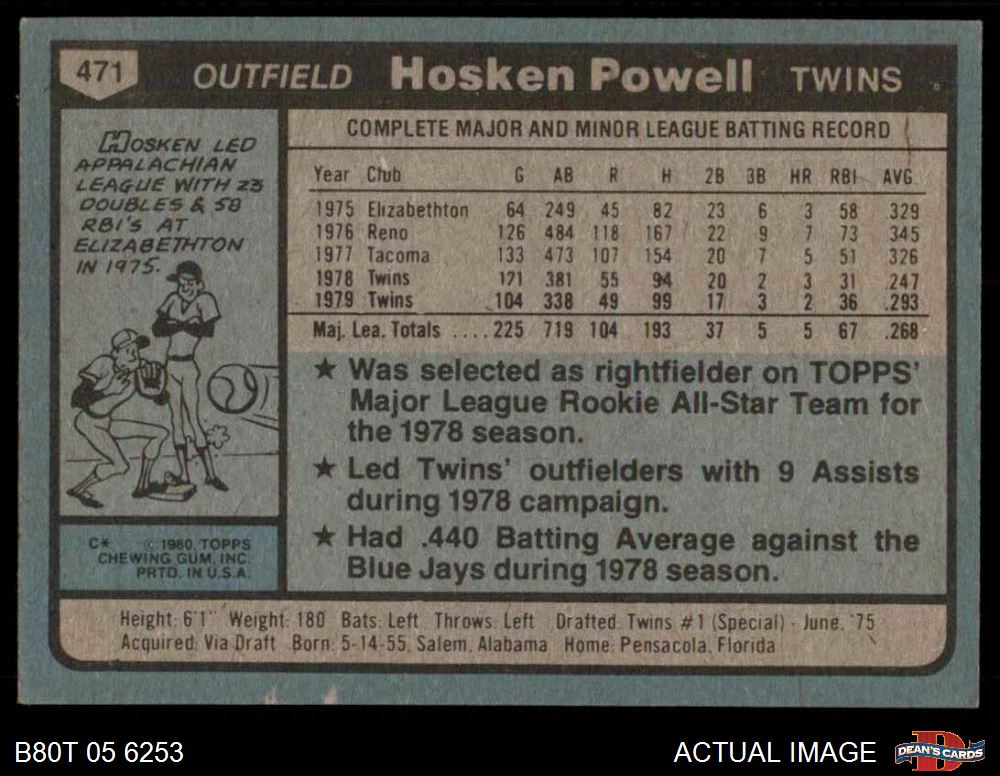 471 OUTFIELD Hosken Powell TWINS
HOSKEN LED
APPALACHIAN
LEAGUE WITH 23
DOUBLES & 58
RBI'S AT
ELIZABETHTON
IN 1975.
C* © 1980, TOPPS
CHEWING GUM, INC.
PRTD. IN U.S.A.
COMPLETE MAJOR AND MINOR LEAGUE BATTING RECORD
Year Club G AB R H 2B 3B HR RBI AVG.
1975 Elizabethton 64 249 45 82 23 6 3 58 .329
1976 Reno 126 484 118 167 22 9 7 73 .345
1977 Tacoma 133 473 107 154 20 7 5 51 .326
1978 Twins 121 381 55 94 20 2 3 31 .247
1979 Twins 104 338 49 99 17 3 2 36 .293
Maj. Lea. Totals ....225 719 104 193 37 5 5 67 .268
★ Was selected as rightfielder on TOPPS'
Major League Rookie All-Star Team for
the 1978 season.
★ Led Twins' outfielders with 9 Assists
during 1978 campaign.
★ Had .440 Batting Average against the
Blue Jays during 1978 season.
Height: 6'1" Weight: 180 Bats: Left Throws: Left Drafted: Twins #1 (Special) - June, '75
Acquired: Via Draft Born: 5-14-55, Salem, Alabama Home: Pensacola, Florida
B80T 05 6253 ACTUAL IMAGE D DEAN'S CARDS